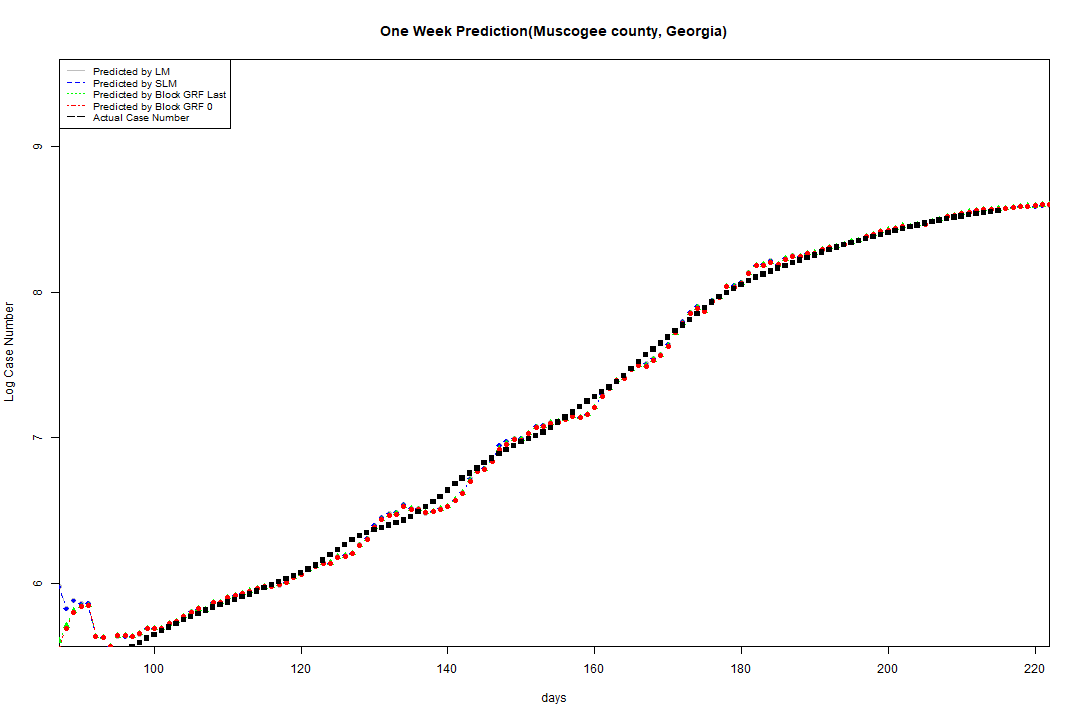 One Week Prediction(Muscogee county, Georgia)
Predicted by LM
Predicted by SLM
Predicted by Block GRF Last
Predicted by Block GRF 0
Actual Case Number
9
8
7
6
Log Case Number
100 120 140 160 180 200 220
days